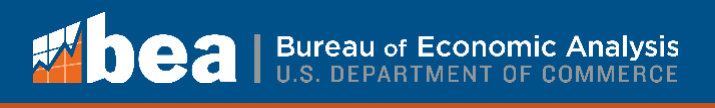 bea
Bureau of Economic Analysis
U.S. DEPARTMENT OF COMMERCE